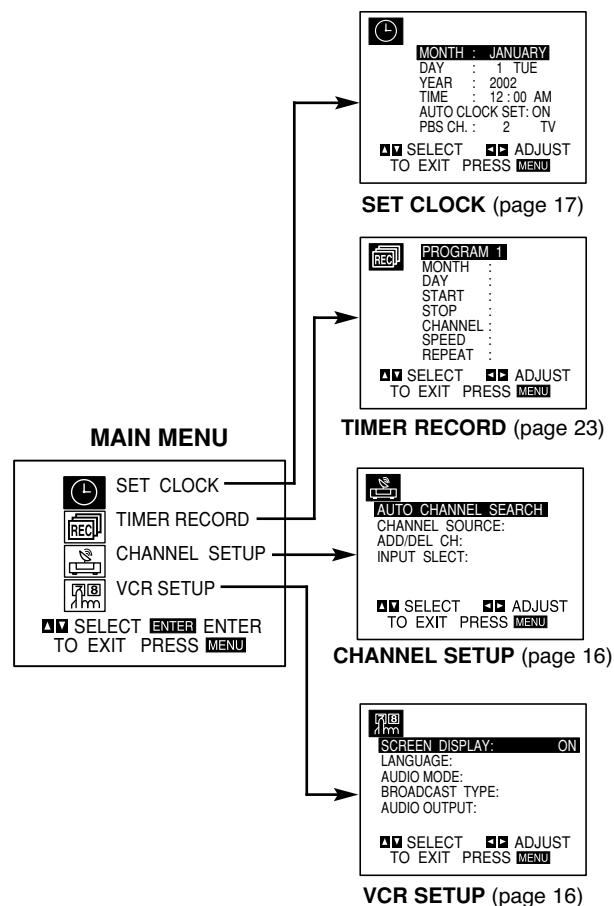 MONTH : JANUARY
DAY : 1 TUE
YEAR : 2002
TIME : 12 : 00 AM
AUTO CLOCK SET: ON
PBS CH. : 2 TV
▲▼ SELECT ◄► ADJUST
TO EXIT PRESS MENU
SET CLOCK (page 17)
REC
PROGRAM 1
MONTH :
DAY :
START :
STOP :
CHANNEL :
SPEED :
REPEAT :
▲▼ SELECT ◄► ADJUST
TO EXIT PRESS MENU
TIMER RECORD (page 23)
MAIN MENU
SET CLOCK
REC TIMER RECORD
CHANNEL SETUP
7 8 VCR SETUP
▲▼ SELECT ENTER ENTER
TO EXIT PRESS MENU
AUTO CHANNEL SEARCH
CHANNEL SOURCE:
ADD/DEL CH:
INPUT SLECT:
▲▼ SELECT ◄► ADJUST
TO EXIT PRESS MENU
CHANNEL SETUP (page 16)
7 8
SCREEN DISPLAY: ON
LANGUAGE:
AUDIO MODE:
BROADCAST TYPE:
AUDIO OUTPUT:
▲▼ SELECT ◄► ADJUST
TO EXIT PRESS MENU
VCR SETUP (page 16)